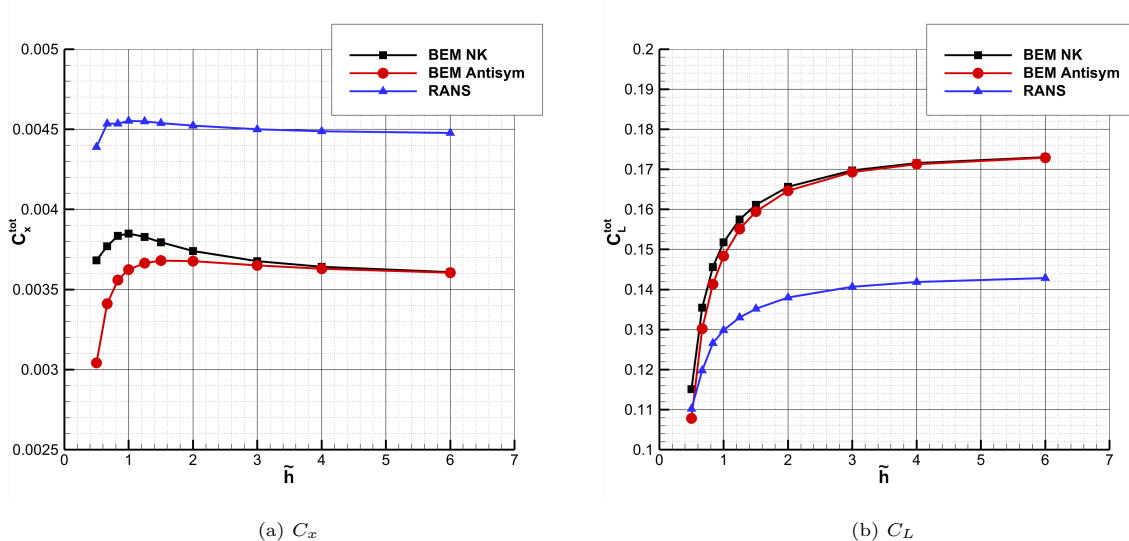 BEM NK
BEM Antisym
RANS
0.005
0.0045
0.004
0.0035
0.003
0.0025
C_x^tot
0 1 2 3 4 5 6 7
h̃
(a) C_x
BEM NK
BEM Antisym
RANS
0.2
0.19
0.18
0.17
0.16
0.15
0.14
0.13
0.12
0.11
0.1
C_L^tot
0 1 2 3 4 5 6 7
h̃
(b) C_L